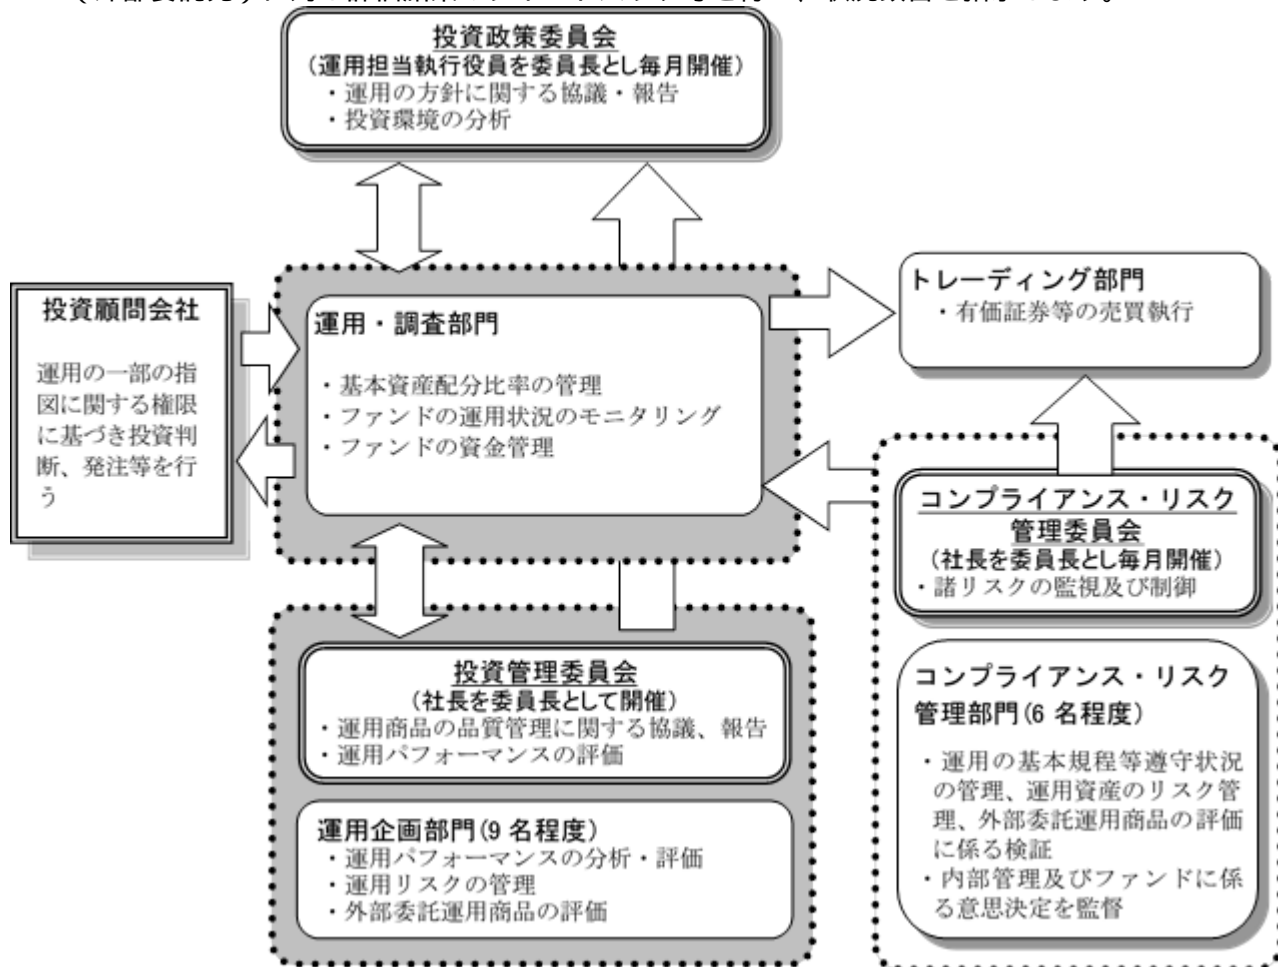 投資政策委員会
(運用担当執行役員を委員長とし毎月開催)
・運用の方針に関する協議・報告
・投資環境の分析
投資顧問会社
運用の一部の指
図に関する権限
に基づき投資判
断、発注等を行
う
運用・調査部門
・基本資産配分比率の管理
・ファンドの運用状況のモニタリング
・ファンドの資金管理
トレーディング部門
・有価証券等の売買執行
コンプライアンス・リスク
管理委員会
(社長を委員長とし毎月開催)
・諸リスクの監視及び制御
投資管理委員会
(社長を委員長として開催)
・運用商品の品質管理に関する協議、報告
・運用パフォーマンスの評価
運用企画部門(9 名程度)
・運用パフォーマンスの分析・評価
・運用リスクの管理
・外部委託運用商品の評価
コンプライアンス・リスク
管理部門(6 名程度)
・運用の基本規程等遵守状況
の管理、運用資産のリスク管
理、外部委託運用商品の評価
に係る検証
・内部管理及びファンドに係
る意思決定を監督